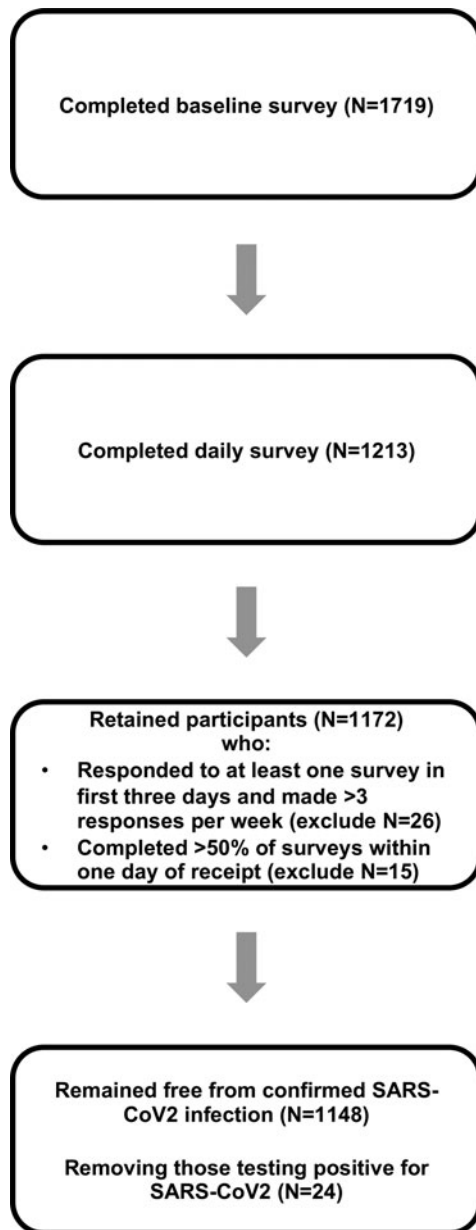 Completed baseline survey (N=1719)
Completed daily survey (N=1213)
Retained participants (N=1172)
who:
• Responded to at least one survey in
first three days and made >3
responses per week (exclude N=26)
• Completed >50% of surveys within
one day of receipt (exclude N=15)
Remained free from confirmed SARS-
CoV2 infection (N=1148)
Removing those testing positive for
SARS-CoV2 (N=24)